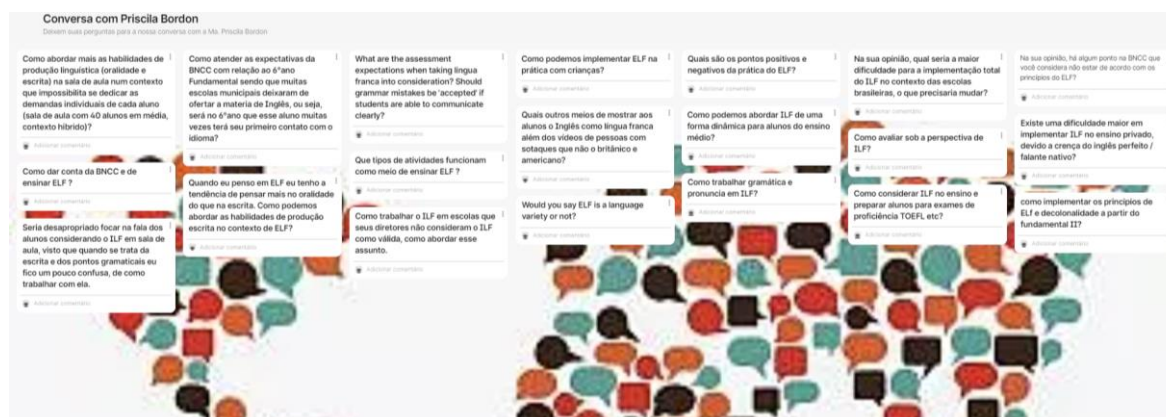 Conversa com Priscila Bordon
Deixem suas perguntas para a nossa conversa com a Ma. Priscila Bordon
Como abordar mais as habilidades de
produção linguística (oralidade e
escrita) na sala de aula num contexto
que impossibilita se dedicar as
demandas individuais de cada aluno
(sala de aula com 40 alunos em média,
contexto híbrido)?
Adicionar comentário
Como dar conta da BNCC e de
ensinar ELF ?
Adicionar comentário
Seria desapropriado focar na fala dos
alunos considerando o ILF em sala de
aula, visto que quando se trata da
escrita e dos pontos gramaticais eu
fico um pouco confusa, de como
trabalhar com ela.
Adicionar comentário
Como atender as expectativas da
BNCC com relação ao 6°ano
Fundamental sendo que muitas
escolas municipais deixaram de
ofertar a materia de Inglês, ou seja,
será no 6°ano que esse aluno muitas
vezes terá seu primeiro contato com o
idioma?
Adicionar comentário
Quando eu penso em ELF eu tenho a
tendência de pensar mais no oralidade
do que na escrita. Como podemos
abordar as habilidades de produção
escrita no contexto de ELF?
Adicionar comentário
What are the assessment
expectations when taking lingua
franca into consideration? Should
grammar mistakes be 'accepted' if
students are able to communicate
clearly?
Adicionar comentário
Que tipos de atividades funcionam
como meio de ensinar ELF ?
Adicionar comentário
Como trabalhar o ILF em escolas que
seus diretores não consideram o ILF
como válida, como abordar esse
assunto.
Adicionar comentário
Como podemos implementar ELF na
prática com crianças?
Adicionar comentário
Quais outros meios de mostrar aos
alunos o Inglês como língua franca
além dos vídeos de pessoas com
sotaques que não o britânico e
americano?
Adicionar comentário
Would you say ELF is a language
variety or not?
Adicionar comentário
Quais são os pontos positivos e
negativos da prática do ELF?
Adicionar comentário
Como podemos abordar ILF de uma
forma dinâmica para alunos do ensino
médio?
Adicionar comentário
Como trabalhar gramática e
pronuncia em ILF?
Adicionar comentário
Na sua opinião, qual seria a maior
dificuldade para a implementação total
do ILF no contexto das escolas
brasileiras, o que precisaria mudar?
Adicionar comentário
Como avaliar sob a perspectiva de
ILF?
Adicionar comentário
Como considerar ILF no ensino e
preparar alunos para exames de
proficiência TOEFL etc?
Adicionar comentário
Na sua opinião, há algum ponto na BNCC que
você considera não estar de acordo com os
princípios do ELF?
Adicionar comentário
Existe uma dificuldade maior em
implementar ILF no ensino privado,
devido a crença do inglês perfeito /
falante nativo?
Adicionar comentário
como implementar os princípios de
ELf e decolonialidade a partir do
fundamental II?
Adicionar comentário